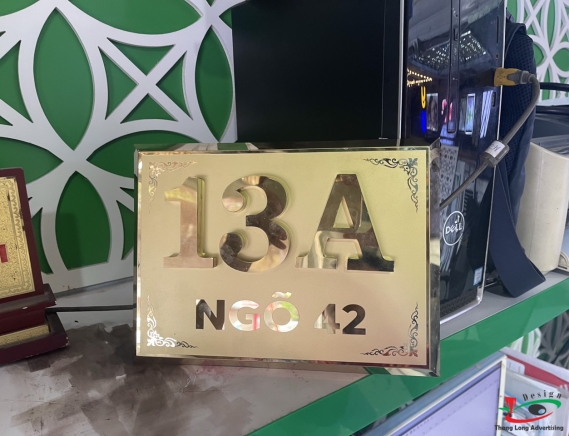 13A
NGÕ 42
DELL
Design
Thang Long Advertising